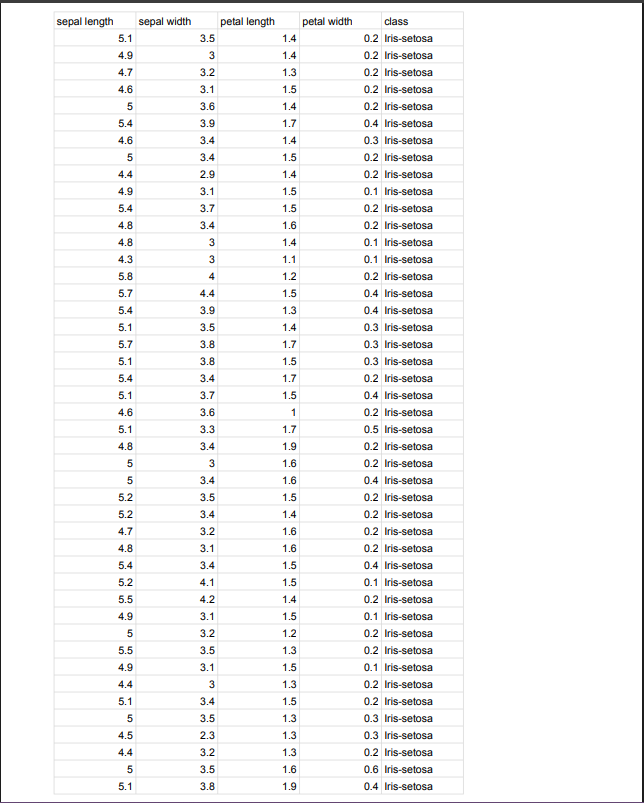 sepal length sepal width petal length petal width class
5.1 3.5 1.4 0.2 Iris-setosa
4.9 3 1.4 0.2 Iris-setosa
4.7 3.2 1.3 0.2 Iris-setosa
4.6 3.1 1.5 0.2 Iris-setosa
5 3.6 1.4 0.2 Iris-setosa
5.4 3.9 1.7 0.4 Iris-setosa
4.6 3.4 1.4 0.3 Iris-setosa
5 3.4 1.5 0.2 Iris-setosa
4.4 2.9 1.4 0.2 Iris-setosa
4.9 3.1 1.5 0.1 Iris-setosa
5.4 3.7 1.5 0.2 Iris-setosa
4.8 3.4 1.6 0.2 Iris-setosa
4.8 3 1.4 0.1 Iris-setosa
4.3 3 1.1 0.1 Iris-setosa
5.8 4 1.2 0.2 Iris-setosa
5.7 4.4 1.5 0.4 Iris-setosa
5.4 3.9 1.3 0.4 Iris-setosa
5.1 3.5 1.4 0.3 Iris-setosa
5.7 3.8 1.7 0.3 Iris-setosa
5.1 3.8 1.5 0.3 Iris-setosa
5.4 3.4 1.7 0.2 Iris-setosa
5.1 3.7 1.5 0.4 Iris-setosa
4.6 3.6 1 0.2 Iris-setosa
5.1 3.3 1.7 0.5 Iris-setosa
4.8 3.4 1.9 0.2 Iris-setosa
5 3 1.6 0.2 Iris-setosa
5 3.4 1.6 0.4 Iris-setosa
5.2 3.5 1.5 0.2 Iris-setosa
5.2 3.4 1.4 0.2 Iris-setosa
4.7 3.2 1.6 0.2 Iris-setosa
4.8 3.1 1.6 0.2 Iris-setosa
5.4 3.4 1.5 0.4 Iris-setosa
5.2 4.1 1.5 0.1 Iris-setosa
5.5 4.2 1.4 0.2 Iris-setosa
4.9 3.1 1.5 0.1 Iris-setosa
5 3.2 1.2 0.2 Iris-setosa
5.5 3.5 1.3 0.2 Iris-setosa
4.9 3.1 1.5 0.1 Iris-setosa
4.4 3 1.3 0.2 Iris-setosa
5.1 3.4 1.5 0.2 Iris-setosa
5 3.5 1.3 0.3 Iris-setosa
4.5 2.3 1.3 0.3 Iris-setosa
4.4 3.2 1.3 0.2 Iris-setosa
5 3.5 1.6 0.6 Iris-setosa
5.1 3.8 1.9 0.4 Iris-setosa